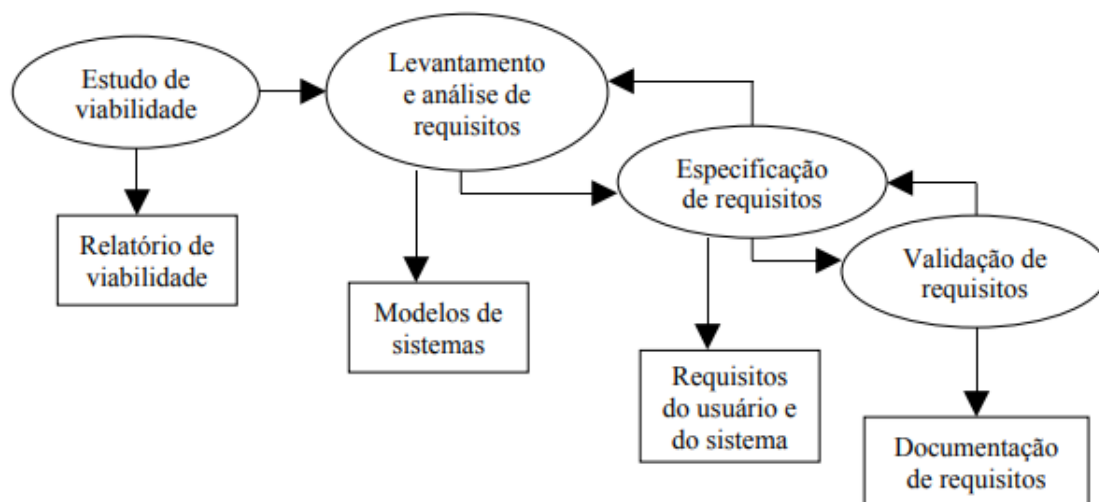 Estudo de
viabilidade
Levantamento
e análise de
requisitos
Especificação
de requisitos
Validação de
requisitos
Relatório de
viabilidade
Modelos de
sistemas
Requisitos
do usuário e
do sistema
Documentação
de requisitos